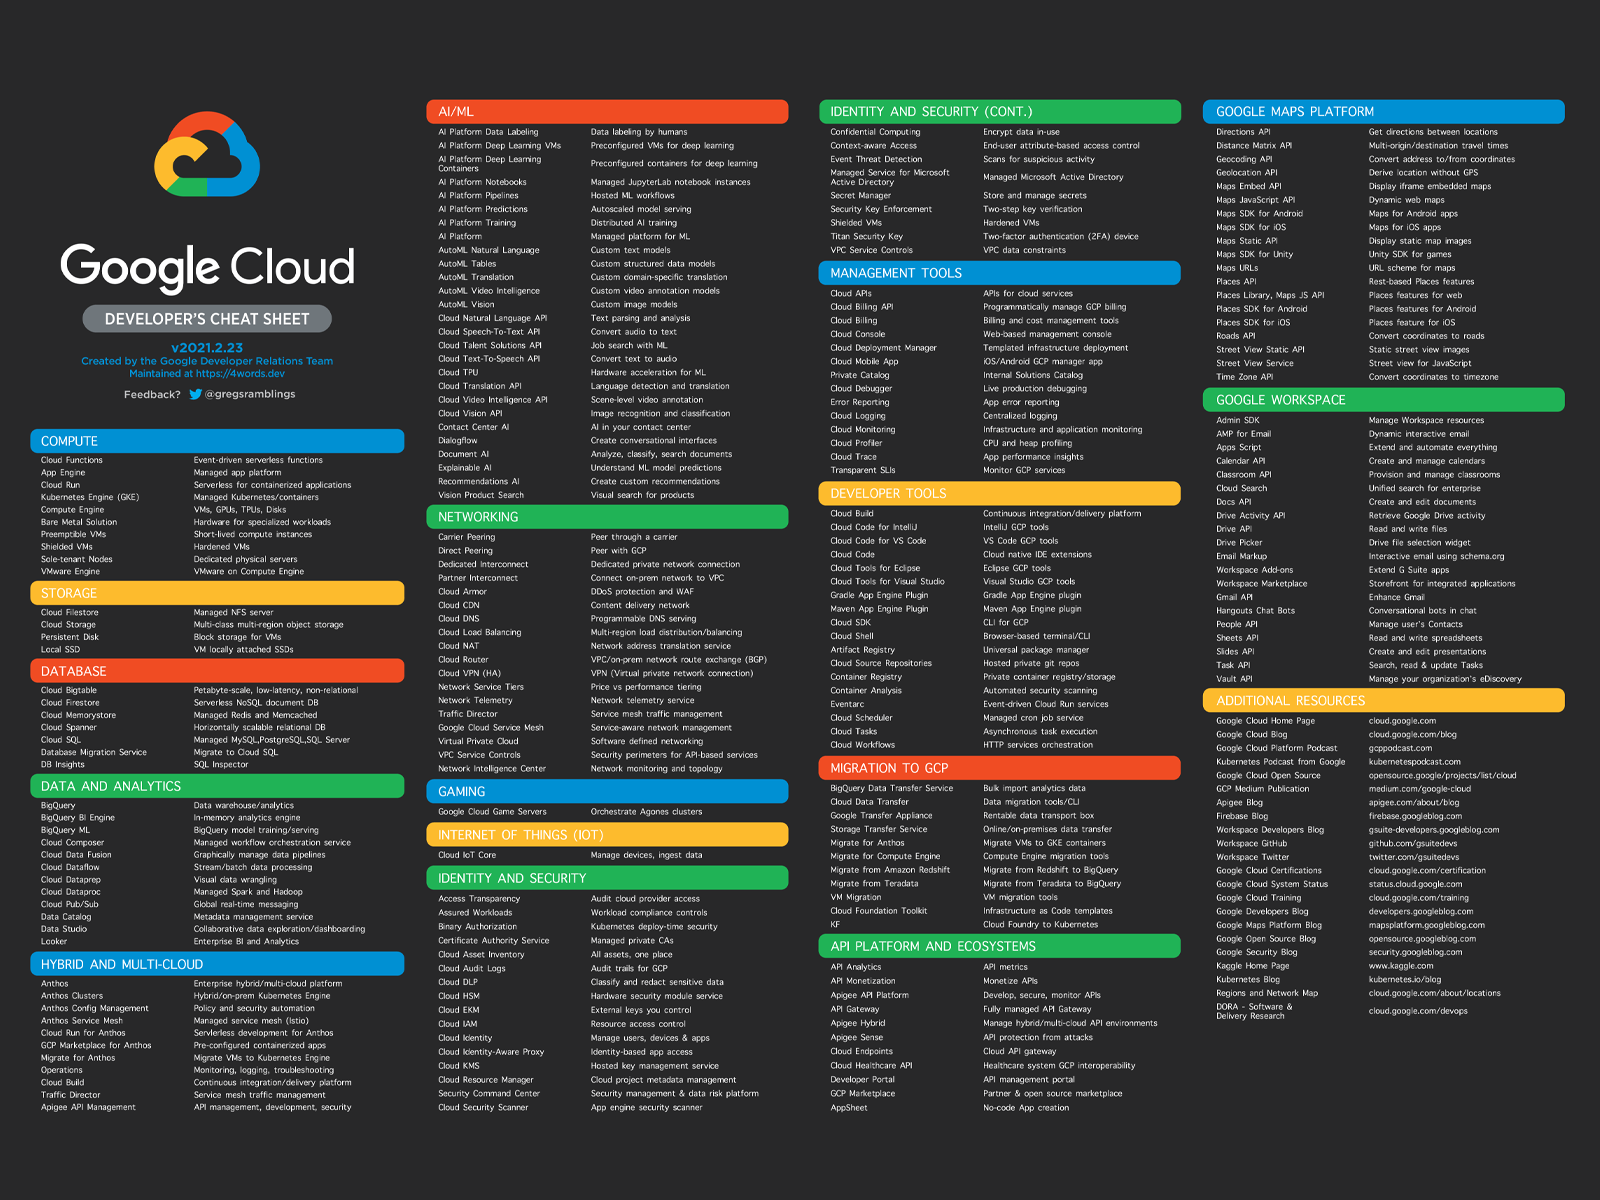 Google Cloud
DEVELOPER'S CHEAT SHEET
v2021.2.23
Created by the Google Developer Relations Team
Maintained at https://4words.dev
Feedback? @gregsramblings
COMPUTE
Cloud Functions Event-driven serverless functions
App Engine Managed app platform
Cloud Run Serverless for containerized applications
Kubernetes Engine (GKE) Managed Kubernetes/containers
Compute Engine VMs, GPUs, TPUs, Disks
Bare Metal Solution Hardware for specialized workloads
Preemptible VMs Short-lived compute instances
Shielded VMs Hardened VMs
Sole-tenant Nodes Dedicated physical servers
VMware Engine VMware on Compute Engine
STORAGE
Cloud Filestore Managed NFS server
Cloud Storage Multi-class multi-region object storage
Persistent Disk Block storage for VMs
Local SSD VM locally attached SSDs
DATABASE
Cloud Bigtable Petabyte-scale, low-latency, non-relational
Cloud Firestore Serverless NoSQL document DB
Cloud Memorystore Managed Redis and Memcached
Cloud Spanner Horizontally scalable relational DB
Cloud SQL Managed MySQL,PostgreSQL,SQL Server
Database Migration Service Migrate to Cloud SQL
DB Insights SQL Inspector
DATA AND ANALYTICS
BigQuery Data warehouse/analytics
BigQuery BI Engine In-memory analytics engine
BigQuery ML BigQuery model training/serving
Cloud Composer Managed workflow orchestration service
Cloud Data Fusion Graphically manage data pipelines
Cloud Dataflow Stream/batch data processing
Cloud Dataprep Visual data wrangling
Cloud Dataproc Managed Spark and Hadoop
Cloud Pub/Sub Global real-time messaging
Data Catalog Metadata management service
Data Studio Collaborative data exploration/dashboarding
Looker Enterprise BI and Analytics
HYBRID AND MULTI-CLOUD
Anthos Enterprise hybrid/multi-cloud platform
Anthos Clusters Hybrid/on-prem Kubernetes Engine
Anthos Config Management Policy and security automation
Anthos Service Mesh Managed service mesh (Istio)
Cloud Run for Anthos Serverless development for Anthos
GCP Marketplace for Anthos Pre-configured containerized apps
Migrate for Anthos Migrate VMs to Kubernetes Engine
Operations Monitoring, logging, troubleshooting
Cloud Build Continuous integration/delivery platform
Traffic Director Service mesh traffic management
Apigee API Management API management, development, security
AI/ML
AI Platform Data Labeling Data labeling by humans
AI Platform Deep Learning VMs Preconfigured VMs for deep learning
AI Platform Deep Learning
Containers Preconfigured containers for deep learning
AI Platform Notebooks Managed JupyterLab notebook instances
AI Platform Pipelines Hosted ML workflows
AI Platform Predictions Autoscaled model serving
AI Platform Training Distributed AI training
AI Platform Managed platform for ML
AutoML Natural Language Custom text models
AutoML Tables Custom structured data models
AutoML Translation Custom domain-specific translation
AutoML Video Intelligence Custom video annotation models
AutoML Vision Custom image models
Cloud Natural Language API Text parsing and analysis
Cloud Speech-To-Text API Convert audio to text
Cloud Talent Solutions API Job search with ML
Cloud Text-To-Speech API Convert text to audio
Cloud TPU Hardware acceleration for ML
Cloud Translation API Language detection and translation
Cloud Video Intelligence API Scene-level video annotation
Cloud Vision API Image recognition and classification
Contact Center AI AI in your contact center
Dialogflow Create conversational interfaces
Document AI Analyze, classify, search documents
Explainable AI Understand ML model predictions
Recommendations AI Create custom recommendations
Vision Product Search Visual search for products
NETWORKING
Carrier Peering Peer through a carrier
Direct Peering Peer with GCP
Dedicated Interconnect Dedicated private network connection
Partner Interconnect Connect on-prem network to VPC
Cloud Armor DDoS protection and WAF
Cloud CDN Content delivery network
Cloud DNS Programmable DNS serving
Cloud Load Balancing Multi-region load distribution/balancing
Cloud NAT Network address translation service
Cloud Router VPC/on-prem network route exchange (BGP)
Cloud VPN (HA) VPN (Virtual private network connection)
Network Service Tiers Price vs performance tiering
Network Telemetry Network telemetry service
Traffic Director Service mesh traffic management
Google Cloud Service Mesh Service-aware network management
Virtual Private Cloud Software defined networking
VPC Service Controls Security perimeters for API-based services
Network Intelligence Center Network monitoring and topology
GAMING
Google Cloud Game Servers Orchestrate Agones clusters
INTERNET OF THINGS (IOT)
Cloud IoT Core Manage devices, ingest data
IDENTITY AND SECURITY
Access Transparency Audit cloud provider access
Assured Workloads Workload compliance controls
Binary Authorization Kubernetes deploy-time security
Certificate Authority Service Managed private CAs
Cloud Asset Inventory All assets, one place
Cloud Audit Logs Audit trails for GCP
Cloud DLP Classify and redact sensitive data
Cloud HSM Hardware security module service
Cloud EKM External keys you control
Cloud IAM Resource access control
Cloud Identity Manage users, devices & apps
Cloud Identity-Aware Proxy Identity-based app access
Cloud KMS Hosted key management service
Cloud Resource Manager Cloud project metadata management
Security Command Center Security management & data risk platform
Cloud Security Scanner App engine security scanner
IDENTITY AND SECURITY (CONT.)
Confidential Computing Encrypt data in-use
Context-aware Access End-user attribute-based access control
Event Threat Detection Scans for suspicious activity
Managed Service for Microsoft
Active Directory Managed Microsoft Active Directory
Secret Manager Store and manage secrets
Security Key Enforcement Two-step key verification
Shielded VMs Hardened VMs
Titan Security Key Two-factor authentication (2FA) device
VPC Service Controls VPC data constraints
MANAGEMENT TOOLS
Cloud APIs APIs for cloud services
Cloud Billing API Programmatically manage GCP billing
Cloud Billing Billing and cost management tools
Cloud Console Web-based management console
Cloud Deployment Manager Templated infrastructure deployment
Cloud Mobile App iOS/Android GCP manager app
Private Catalog Internal Solutions Catalog
Cloud Debugger Live production debugging
Error Reporting App error reporting
Cloud Logging Centralized logging
Cloud Monitoring Infrastructure and application monitoring
Cloud Profiler CPU and heap profiling
Cloud Trace App performance insights
Transparent SLIs Monitor GCP services
DEVELOPER TOOLS
Cloud Build Continuous integration/delivery platform
Cloud Code for IntelliJ IntelliJ GCP tools
Cloud Code for VS Code VS Code GCP tools
Cloud Code Cloud native IDE extensions
Cloud Tools for Eclipse Eclipse GCP tools
Cloud Tools for Visual Studio Visual Studio GCP tools
Gradle App Engine Plugin Gradle App Engine plugin
Maven App Engine Plugin Maven App Engine plugin
Cloud SDK CLI for GCP
Cloud Shell Browser-based terminal/CLI
Artifact Registry Universal package manager
Cloud Source Repositories Hosted private git repos
Container Registry Private container registry/storage
Container Analysis Automated security scanning
Eventarc Event-driven Cloud Run services
Cloud Scheduler Managed cron job service
Cloud Tasks Asynchronous task execution
Cloud Workflows HTTP services orchestration
MIGRATION TO GCP
BigQuery Data Transfer Service Bulk import analytics data
Cloud Data Transfer Data migration tools/CLI
Google Transfer Appliance Rentable data transport box
Storage Transfer Service Online/on-premises data transfer
Migrate for Anthos Migrate VMs to GKE containers
Migrate for Compute Engine Compute Engine migration tools
Migrate from Amazon Redshift Migrate from Redshift to BigQuery
Migrate from Teradata Migrate from Teradata to BigQuery
VM Migration VM migration tools
Cloud Foundation Toolkit Infrastructure as Code templates
KF Cloud Foundry to Kubernetes
API PLATFORM AND ECOSYSTEMS
API Analytics API metrics
API Monetization Monetize APIs
Apigee API Platform Develop, secure, monitor APIs
API Gateway Fully managed API Gateway
Apigee Hybrid Manage hybrid/multi-cloud API environments
Apigee Sense API protection from attacks
Cloud Endpoints Cloud API gateway
Cloud Healthcare API Healthcare system GCP interoperability
Developer Portal API management portal
GCP Marketplace Partner & open source marketplace
AppSheet No-code App creation
GOOGLE MAPS PLATFORM
Directions API Get directions between locations
Distance Matrix API Multi-origin/destination travel times
Geocoding API Convert address to/from coordinates
Geolocation API Derive location without GPS
Maps Embed API Display iframe embedded maps
Maps JavaScript API Dynamic web maps
Maps SDK for Android Maps for Android apps
Maps SDK for iOS Maps for iOS apps
Maps Static API Display static map images
Maps SDK for Unity Unity SDK for games
Maps URLs URL scheme for maps
Places API Rest-based Places features
Places Library, Maps JS API Places features for web
Places SDK for Android Places features for Android
Places SDK for iOS Places feature for iOS
Roads API Convert coordinates to roads
Street View Static API Static street view images
Street View Service Street view for JavaScript
Time Zone API Convert coordinates to timezone
GOOGLE WORKSPACE
Admin SDK Manage Workspace resources
AMP for Email Dynamic interactive email
Apps Script Extend and automate everything
Calendar API Create and manage calendars
Classroom API Provision and manage classrooms
Cloud Search Unified search for enterprise
Docs API Create and edit documents
Drive Activity API Retrieve Google Drive activity
Drive API Read and write files
Drive Picker Drive file selection widget
Email Markup Interactive email using schema.org
Workspace Add-ons Extend G Suite apps
Workspace Marketplace Storefront for integrated applications
Gmail API Enhance Gmail
Hangouts Chat Bots Conversational bots in chat
People API Manage user's Contacts
Sheets API Read and write spreadsheets
Slides API Create and edit presentations
Task API Search, read & update Tasks
Vault API Manage your organization's eDiscovery
ADDITIONAL RESOURCES
Google Cloud Home Page cloud.google.com
Google Cloud Blog cloud.google.com/blog
Google Cloud Platform Podcast gcppodcast.com
Kubernetes Podcast from Google kubernetespodcast.com
Google Cloud Open Source opensource.google/projects/list/cloud
GCP Medium Publication medium.com/google-cloud
Apigee Blog apigee.com/about/blog
Firebase Blog firebase.googleblog.com
Workspace Developers Blog gsuite-developers.googleblog.com
Workspace GitHub github.com/gsuitedevs
Workspace Twitter twitter.com/gsuitedevs
Google Cloud Certifications cloud.google.com/certification
Google Cloud System Status status.cloud.google.com
Google Cloud Training cloud.google.com/training
Google Developers Blog developers.googleblog.com
Google Maps Platform Blog mapsplatform.googleblog.com
Google Open Source Blog opensource.googleblog.com
Google Security Blog security.googleblog.com
Kaggle Home Page www.kaggle.com
Kubernetes Blog kubernetes.io/blog
Regions and Network Map cloud.google.com/about/locations
DORA - Software &
Delivery Research cloud.google.com/devops